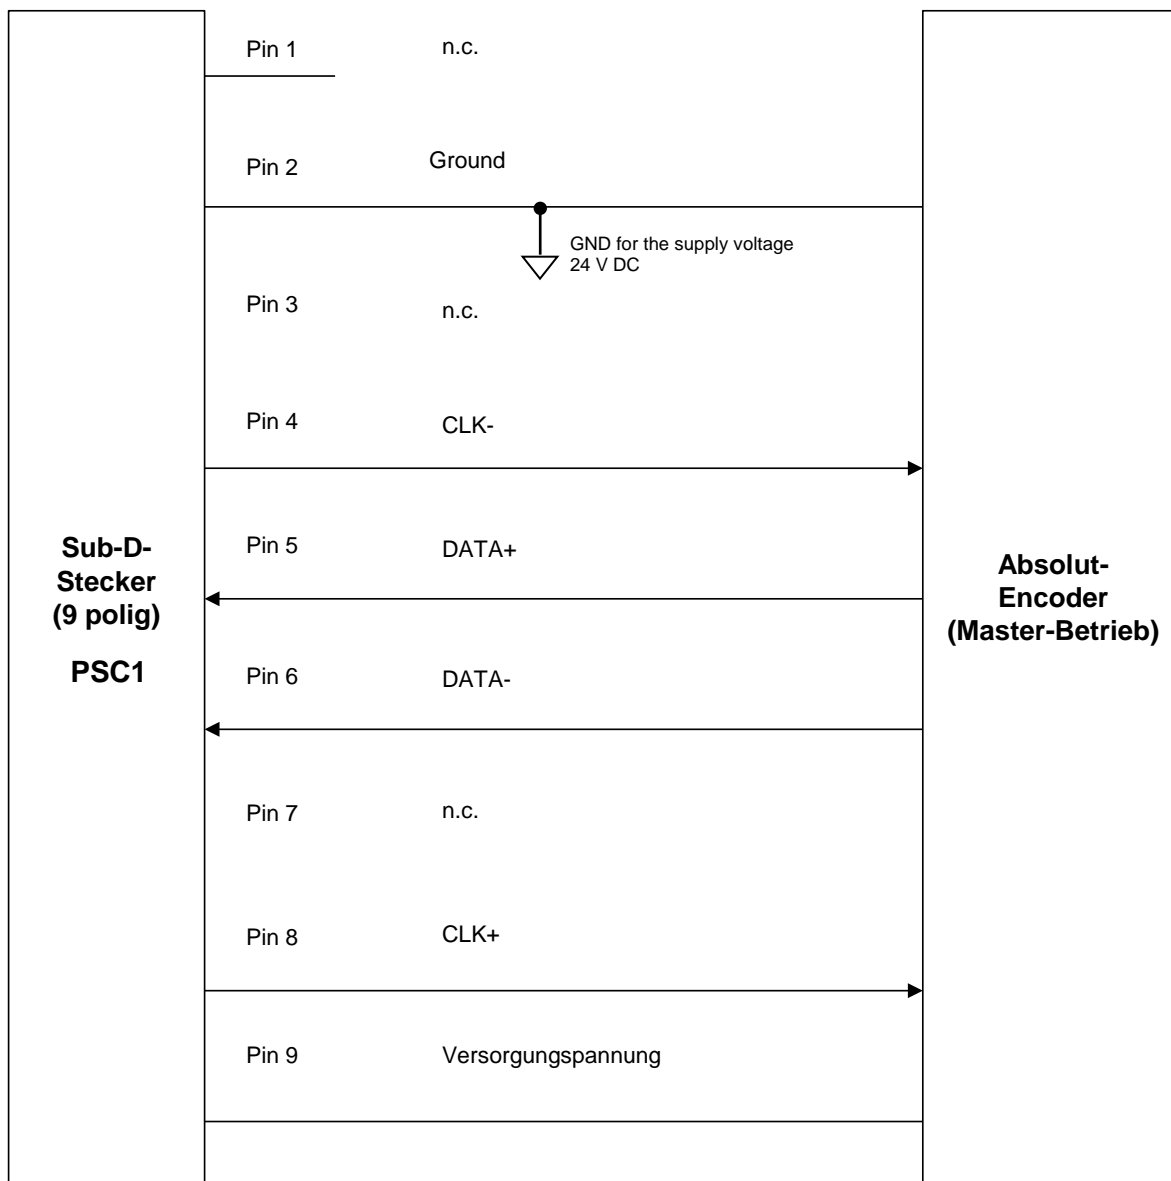 Pin 1
n.c.
Pin 2
Ground
GND for the supply voltage
24 V DC
Pin 3
n.c.
Pin 4
CLK-
Sub-D-
Stecker
(9 polig)
PSC1
Pin 5
DATA+
Absolut-
Encoder
(Master-Betrieb)
Pin 6
DATA-
Pin 7
n.c.
Pin 8
CLK+
Pin 9
Versorgungspannung